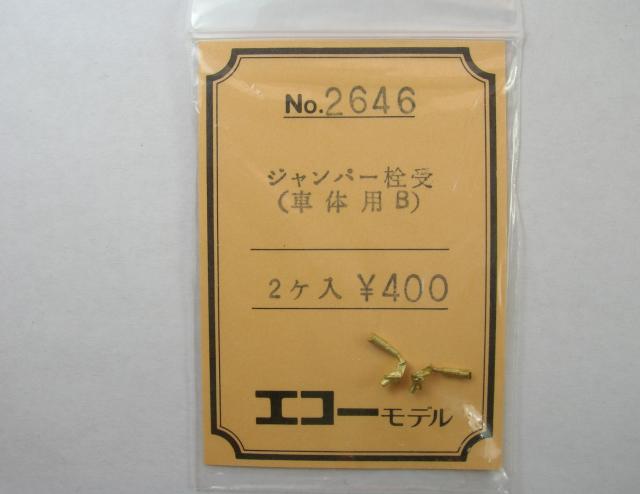 No.2646
ジャンパー栓受
(車体用B)
2ケ入 ¥400
エコーモデル